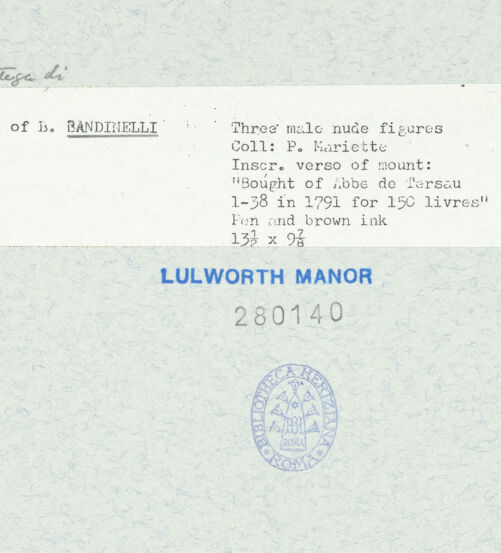 tega di
of B. BANDINELLI
Three male nude figures
Coll: P. Mariette
Inscr. verso of mount:
"Bought of Abbe de Tersau
1-38 in 1791 for 150 livres"
Pen and brown ink
13½ x 9⅞
LULWORTH MANOR
280140
BIBLIOTHECA HERTZIANA
ROMA
ROMA